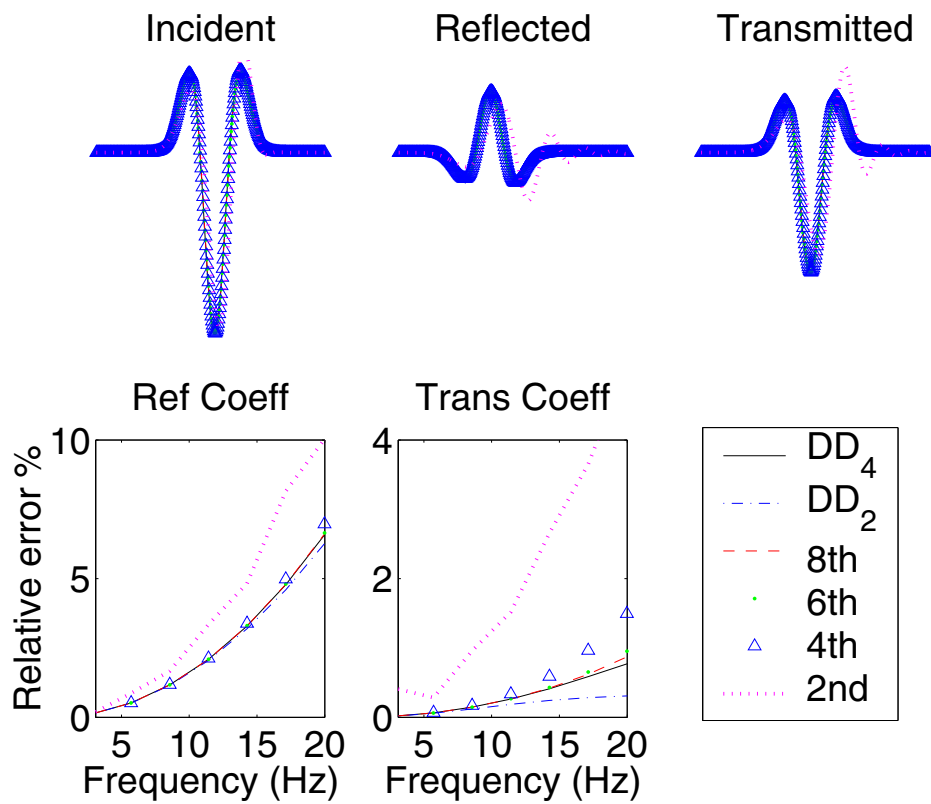 Incident Reflected Transmitted
Ref Coeff Trans Coeff
Relative error %
10
5
0
5 10 15 20
Frequency (Hz)
4
2
0
5 10 15 20
Frequency (Hz)
DD4
DD2
8th
6th
4th
2nd